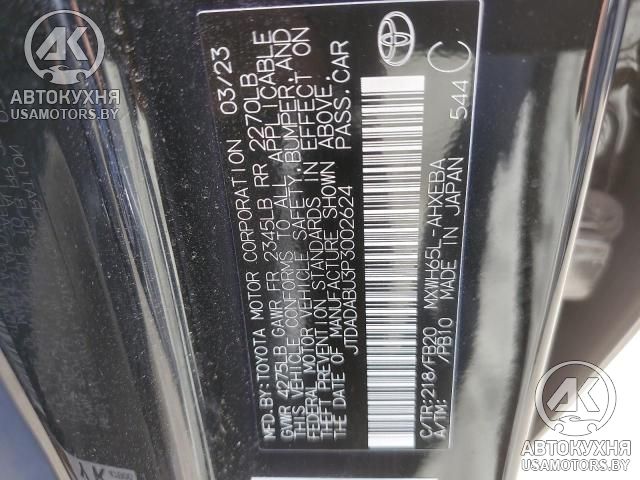 MFD.BY:TOYOTA MOTOR CORPORATION 03/23
GVWR 4275LB GAWR FR 2345LB RR 2270LB
THIS VEHICLE CONFORMS TO ALL APPLICABLE
FEDERAL MOTOR VEHICLE SAFETY, BUMPER, AND
THEFT PREVENTION STANDARDS IN EFFECT ON
THE DATE OF MANUFACTURE SHOWN ABOVE.
JTDADABU3P3002624 PASS.CAR
C/TR:218/FB20 MXWH65L-AHXEBA
A/TM: /PB10 MADE IN JAPAN 544 C
АК
АВТОКУХНЯ
USAMOTORS.BY
АК
АВТОКУХНЯ
USAMOTORS.BY